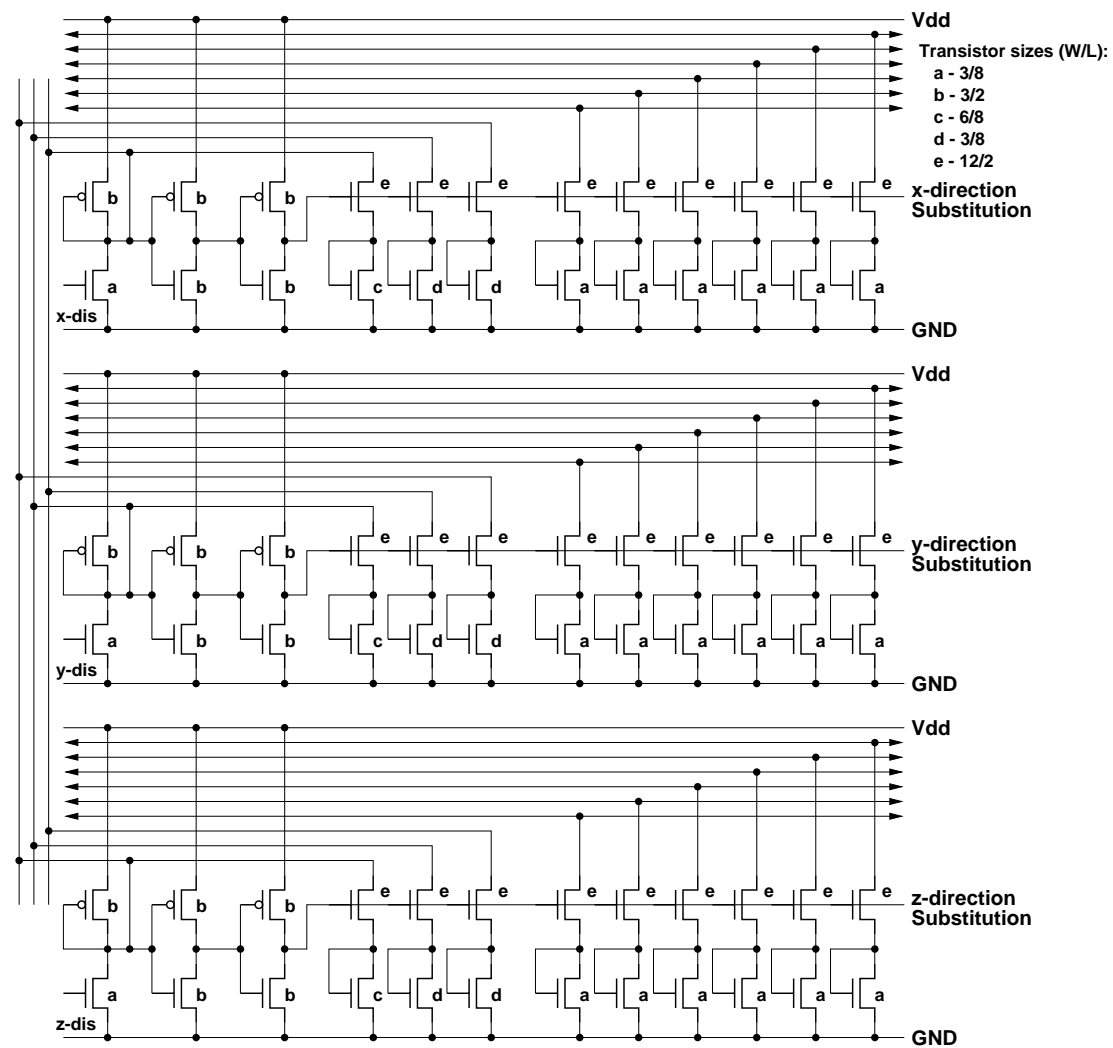 Vdd
Transistor sizes (W/L):
a - 3/8
b - 3/2
c - 6/8
d - 3/8
e - 12/2
e e e e e e e e e
b b b
x-direction
Substitution
a b b c d d a a a a a a
x-dis
GND
Vdd
e e e e e e e e e
b b b
y-direction
Substitution
a b b c d d a a a a a a
y-dis
GND
Vdd
e e e e e e e e e
b b b
z-direction
Substitution
a b b c d d a a a a a a
z-dis
GND